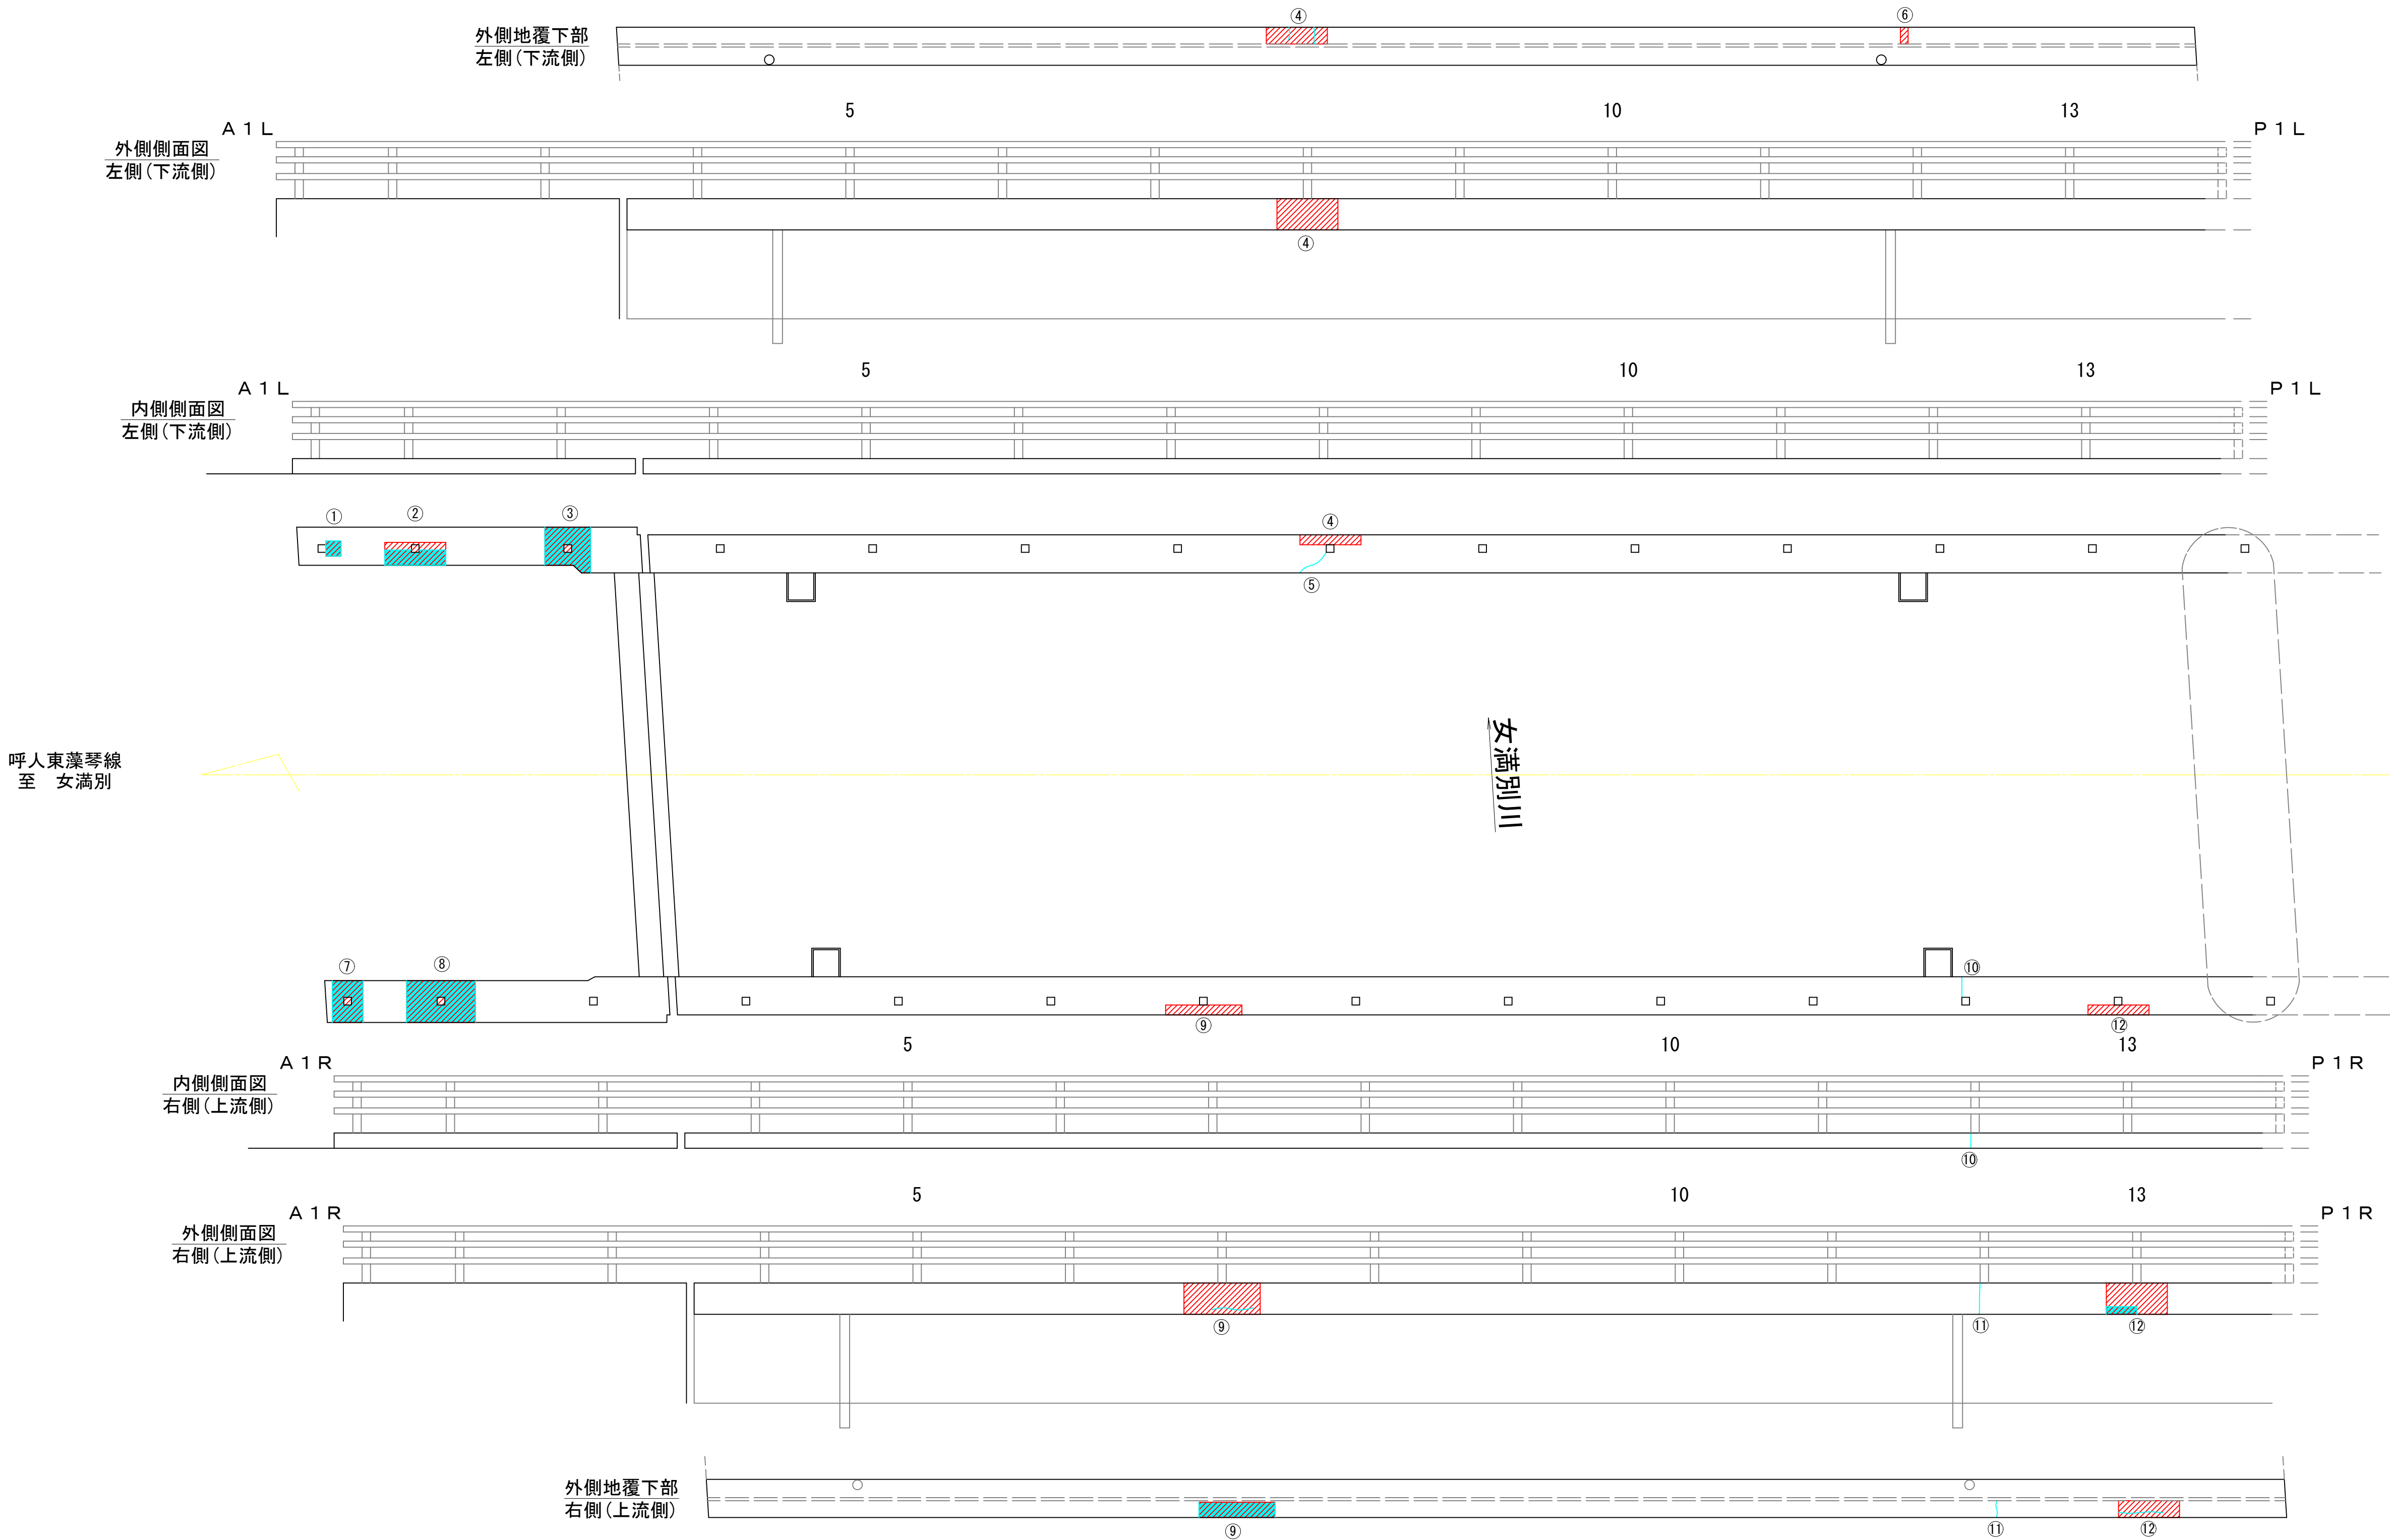 ④ ⑥
外側地覆下部
左側(下流側)
5 10 13
A1L P1L
外側側面図
左側(下流側)
④
5 10 13
A1L P1L
内側側面図
左側(下流側)
① ② ③ ④
⑤
女満別川
呼人東藻琴線
至 女満別
⑦ ⑧ ⑩
⑨ ⑫
5 10 13
A1R P1R
内側側面図
右側(上流側)
⑩
5 10 13
A1R P1R
外側側面図
右側(上流側)
⑨ ⑪ ⑫
外側地覆下部
右側(上流側)
⑨ ⑪ ⑫